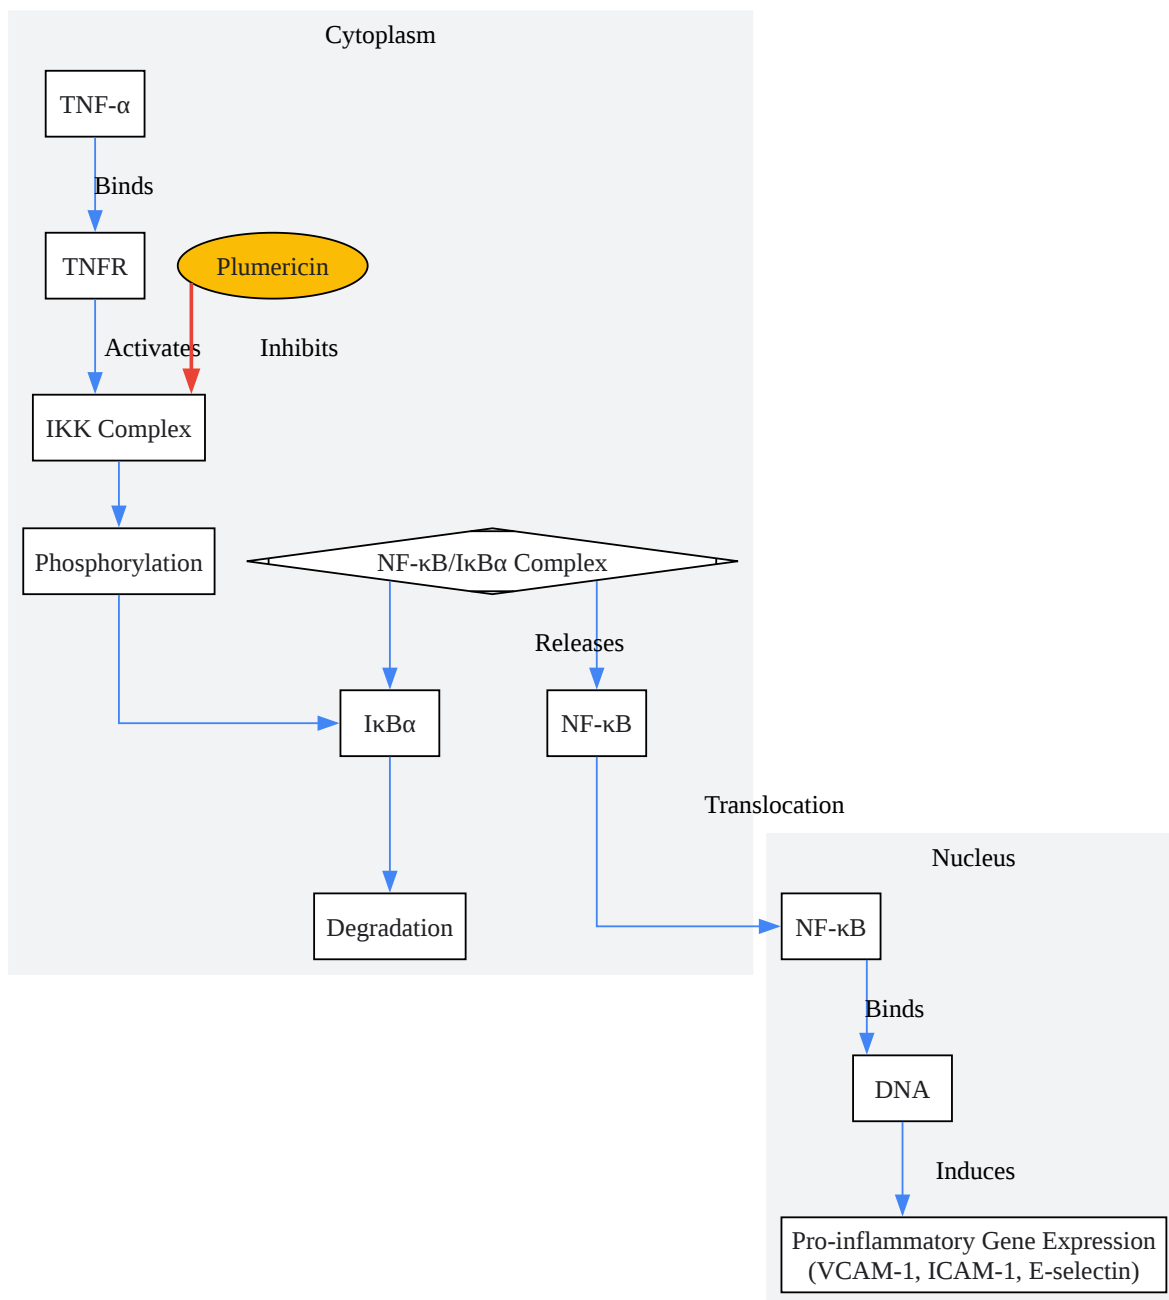 Cytoplasm
TNF-α
Binds
TNFR
Plumericin
Activates
Inhibits
IKK Complex
Phosphorylation
NF-κB/IκBα Complex
Releases
IκBα
NF-κB
Translocation
Nucleus
Degradation
NF-κB
Binds
DNA
Induces
Pro-inflammatory Gene Expression
(VCAM-1, ICAM-1, E-selectin)